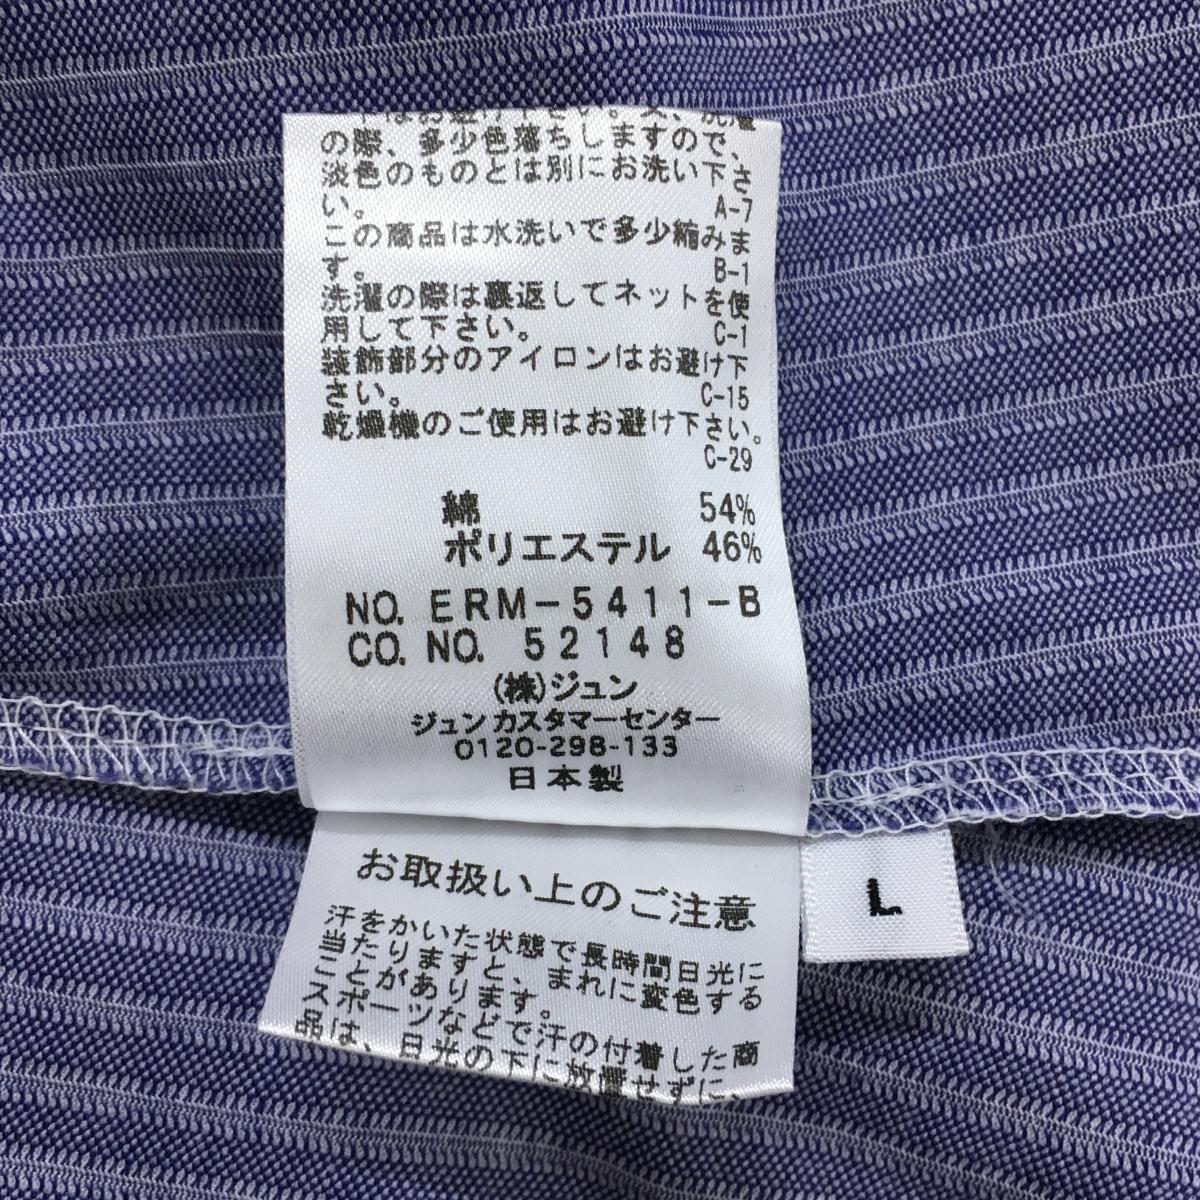 はお避け下さい。又、洗濯
の際、多少色落ちしますので、
淡色のものとは別にお洗い下さ
い。 A-7
この商品は水洗いで多少縮みま
す。 B-1
洗濯の際は裏返してネットを使
用して下さい。 C-1
装飾部分のアイロンはお避け下
さい。 C-15
乾燥機のご使用はお避け下さい。
C-29
綿 54%
ポリエステル 46%
NO. ERM-5411-B
CO. NO. 52148
(株)ジュン
ジュンカスタマーセンター
0120-298-133
日本製
L
お取扱い上のご注意
汗をかいた状態で長時間日光に
当たりますと、まれに変色する
ことがあります。
スポーツなどで汗の付着した商
品は、日光の下に放置せずに、